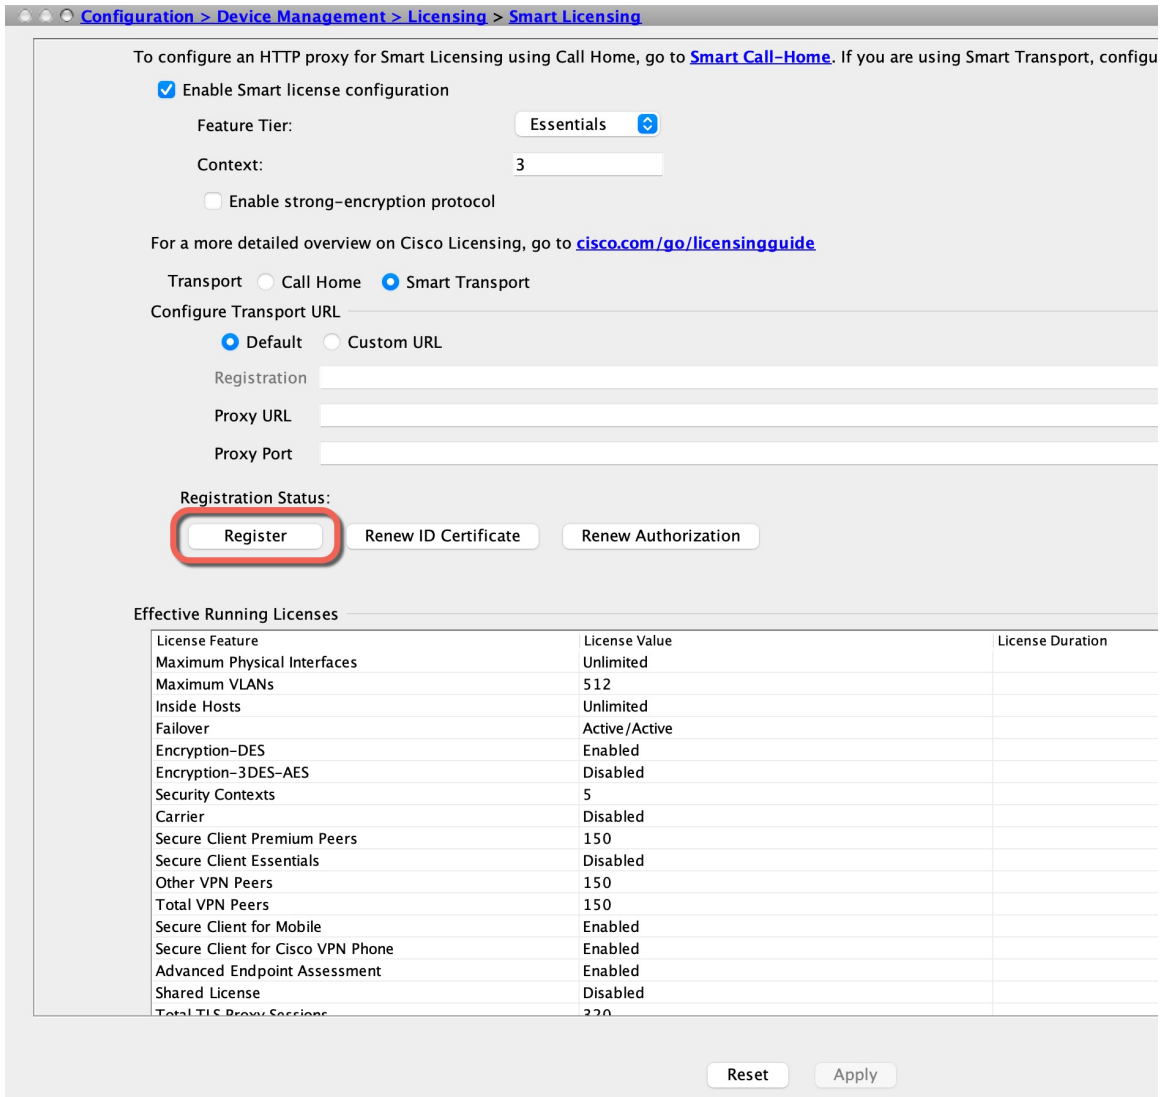 Configuration > Device Management > Licensing > Smart Licensing
To configure an HTTP proxy for Smart Licensing using Call Home, go to Smart Call-Home. If you are using Smart Transport, configu
Enable Smart license configuration
Feature Tier: Essentials
Context: 3
Enable strong-encryption protocol
For a more detailed overview on Cisco Licensing, go to cisco.com/go/licensingguide
Transport Call Home Smart Transport
Configure Transport URL
Default Custom URL
Registration
Proxy URL
Proxy Port
Registration Status:
Register Renew ID Certificate Renew Authorization
Effective Running Licenses
License Feature License Value License Duration
Maximum Physical Interfaces Unlimited
Maximum VLANs 512
Inside Hosts Unlimited
Failover Active/Active
Encryption-DES Enabled
Encryption-3DES-AES Disabled
Security Contexts 5
Carrier Disabled
Secure Client Premium Peers 150
Secure Client Essentials Disabled
Other VPN Peers 150
Total VPN Peers 150
Secure Client for Mobile Enabled
Secure Client for Cisco VPN Phone Enabled
Advanced Endpoint Assessment Enabled
Shared License Disabled
Total TLS Proxy Sessions 320
Reset Apply